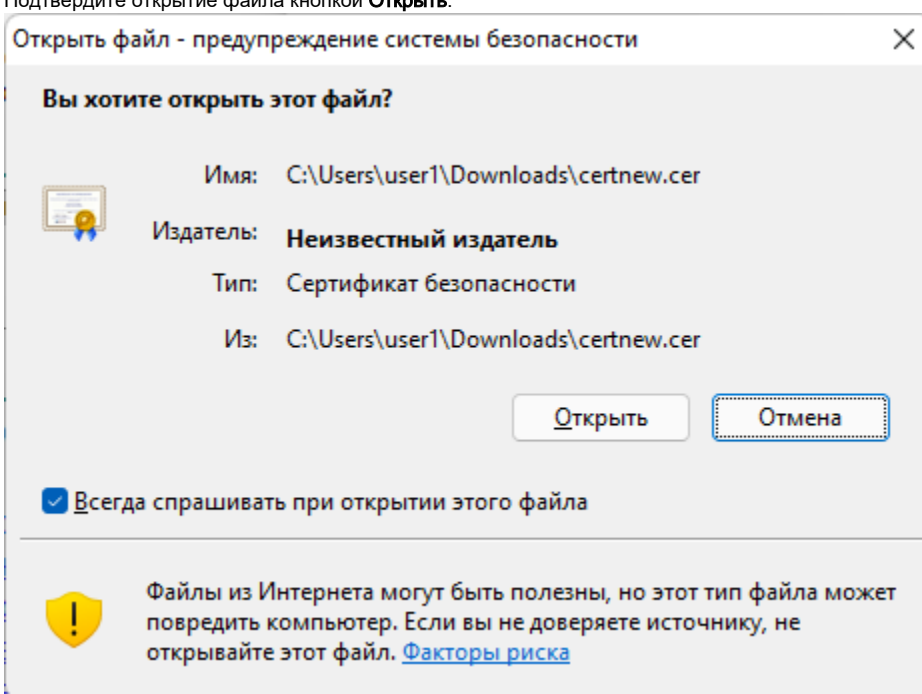 Подтвердите открытие файла кнопкой Открыть.
Открыть файл - предупреждение системы безопасности
Вы хотите открыть этот файл?
Имя: C:\Users\user1\Downloads\certnew.cer
Издатель: Неизвестный издатель
Тип: Сертификат безопасности
Из: C:\Users\user1\Downloads\certnew.cer
Открыть Отмена
Всегда спрашивать при открытии этого файла
Файлы из Интернета могут быть полезны, но этот тип файла может
повредить компьютер. Если вы не доверяете источнику, не
открывайте этот файл. Факторы риска